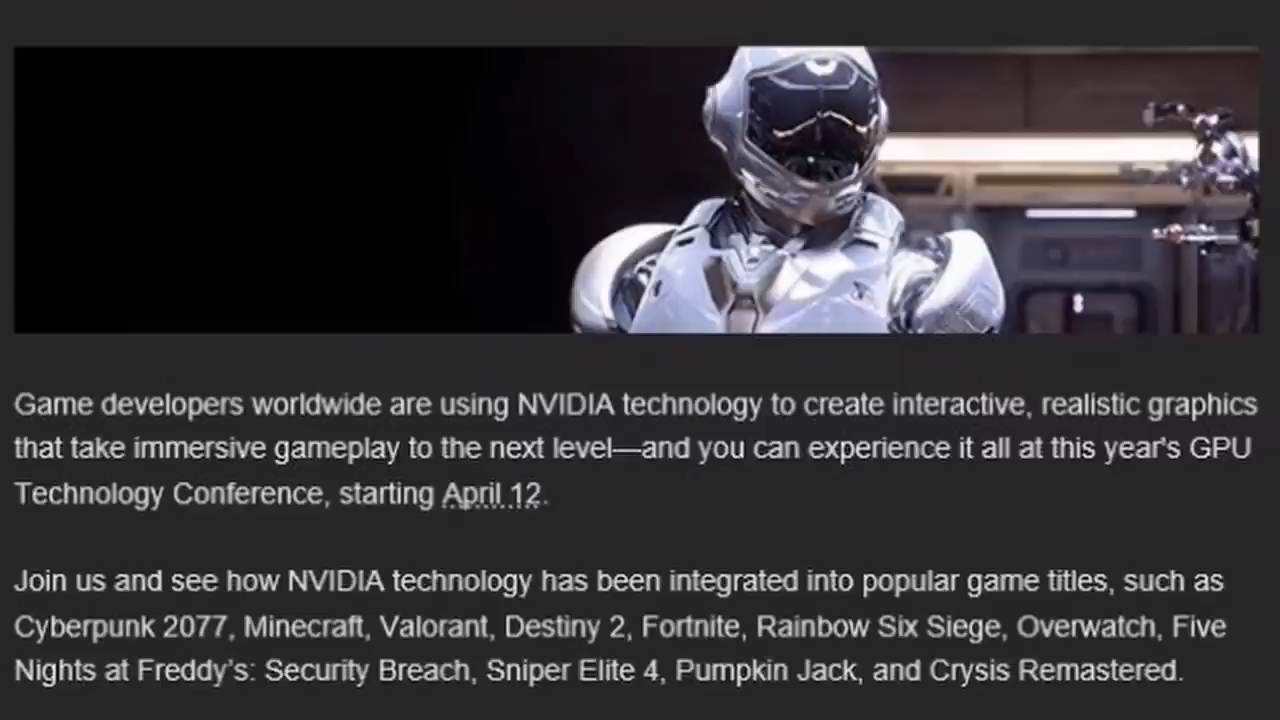 Game developers worldwide are using NVIDIA technology to create interactive, realistic graphics
that take immersive gameplay to the next level—and you can experience it all at this year's GPU
Technology Conference, starting April 12.
Join us and see how NVIDIA technology has been integrated into popular game titles, such as
Cyberpunk 2077, Minecraft, Valorant, Destiny 2, Fortnite, Rainbow Six Siege, Overwatch, Five
Nights at Freddy’s: Security Breach, Sniper Elite 4, Pumpkin Jack, and Crysis Remastered.